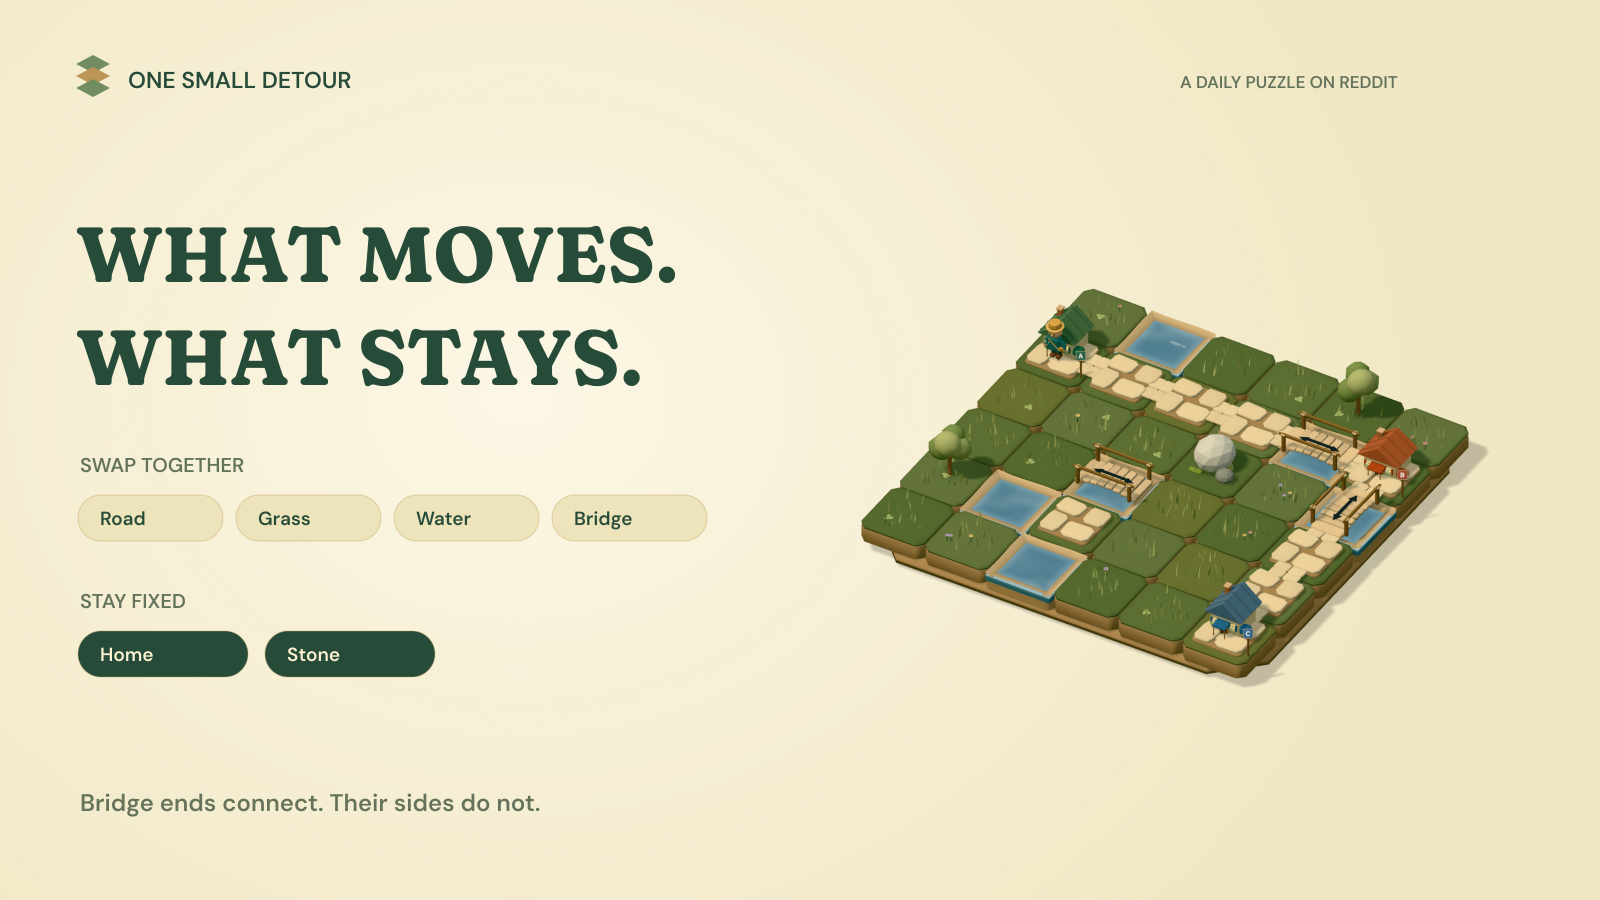 ONE SMALL DETOUR
A DAILY PUZZLE ON REDDIT
WHAT MOVES.
WHAT STAYS.
SWAP TOGETHER
Road
Grass
Water
Bridge
STAY FIXED
Home
Stone
Bridge ends connect. Their sides do not.
A
B
C